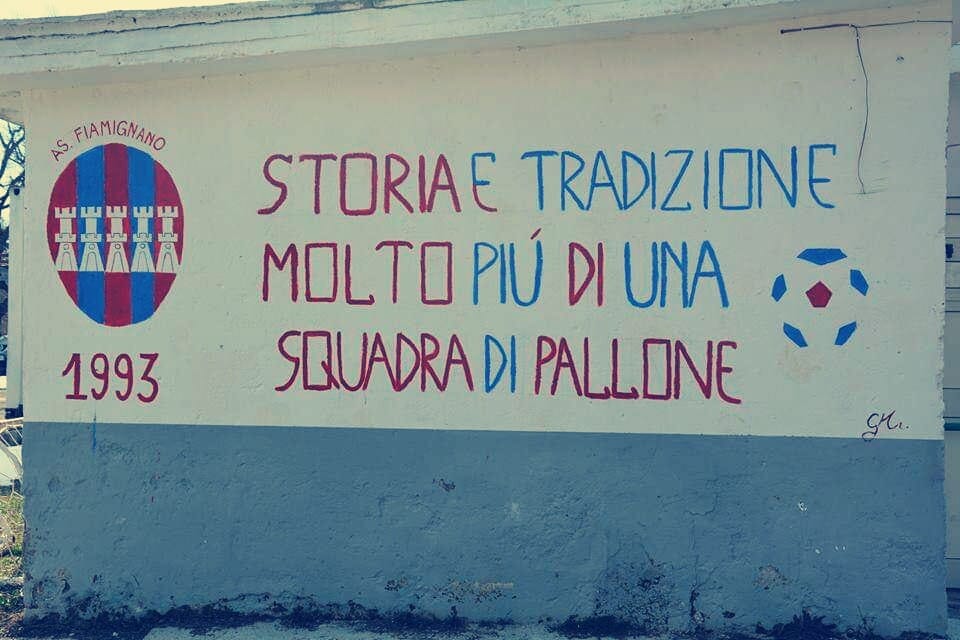 AS. FIAMIGNANO
1993
STORIA E TRADIZIONE
MOLTO PIÚ DI UNA
SQUADRA DI PALLONE